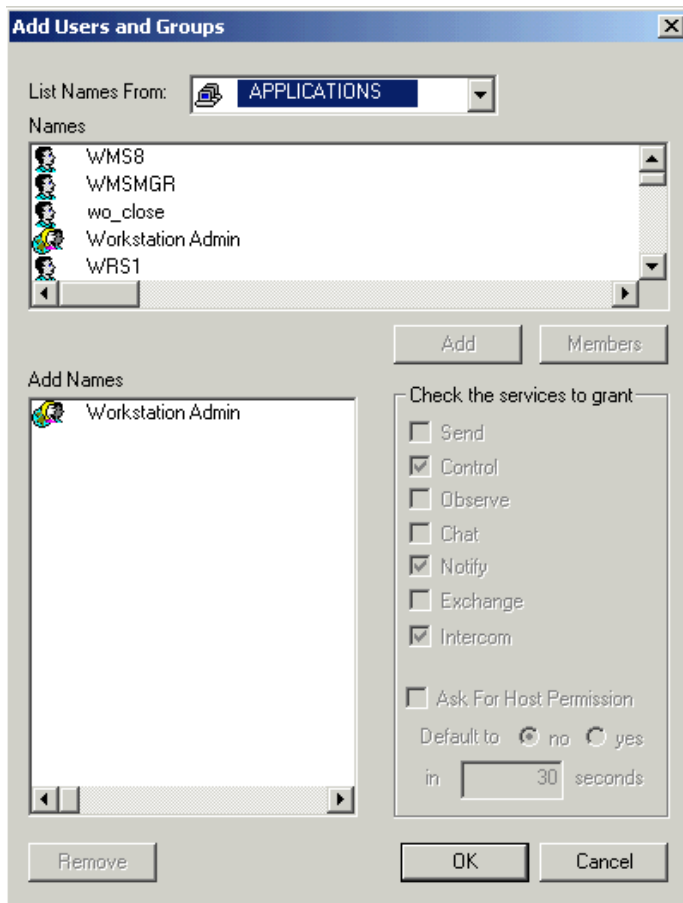 Add Users and Groups
List Names From: APPLICATIONS
Names
WMS8
WMSMGR
wo_close
Workstation Admin
WRS1
Add Members
Add Names
Workstation Admin
Check the services to grant
Send
Control
Observe
Chat
Notify
Exchange
Intercom
Ask For Host Permission
Default to no yes
in 30 seconds
Remove OK Cancel